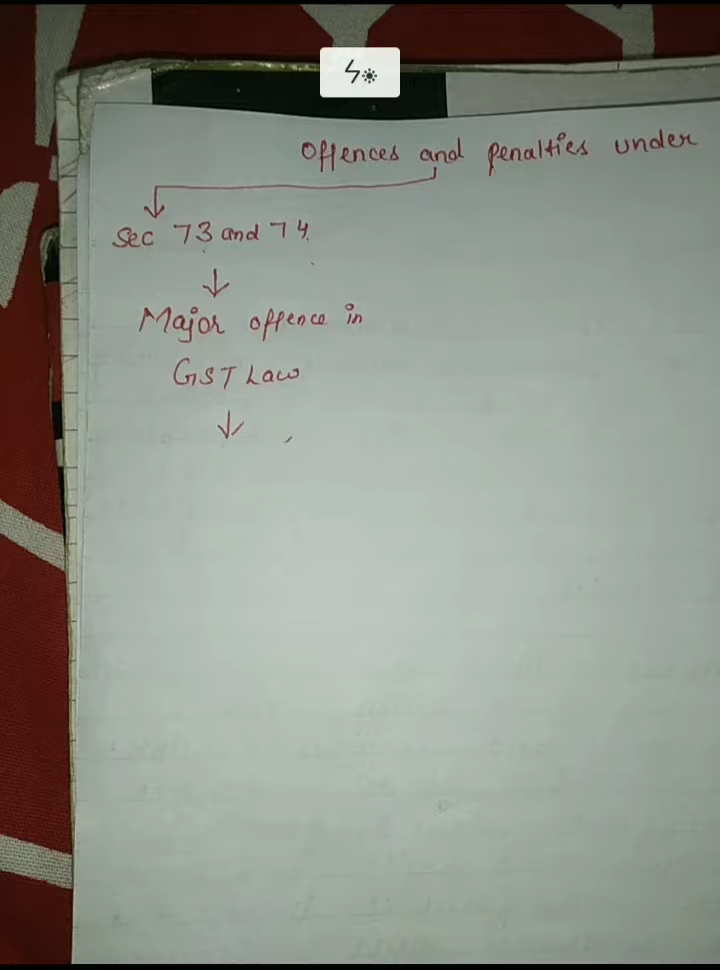 Offences and penalties under
Sec 73 and 74.
Major offence in
GST Law